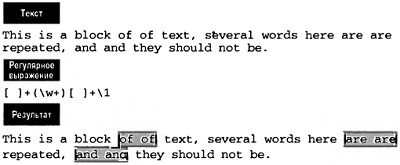 Текст
This is a block of of text, several words here are are
repeated, and and they should not be.
Регулярное
выражение
[ ]+(\w+)[ ]+\1
Результат
This is a block of of text, several words here are are
repeated, and and they should not be.